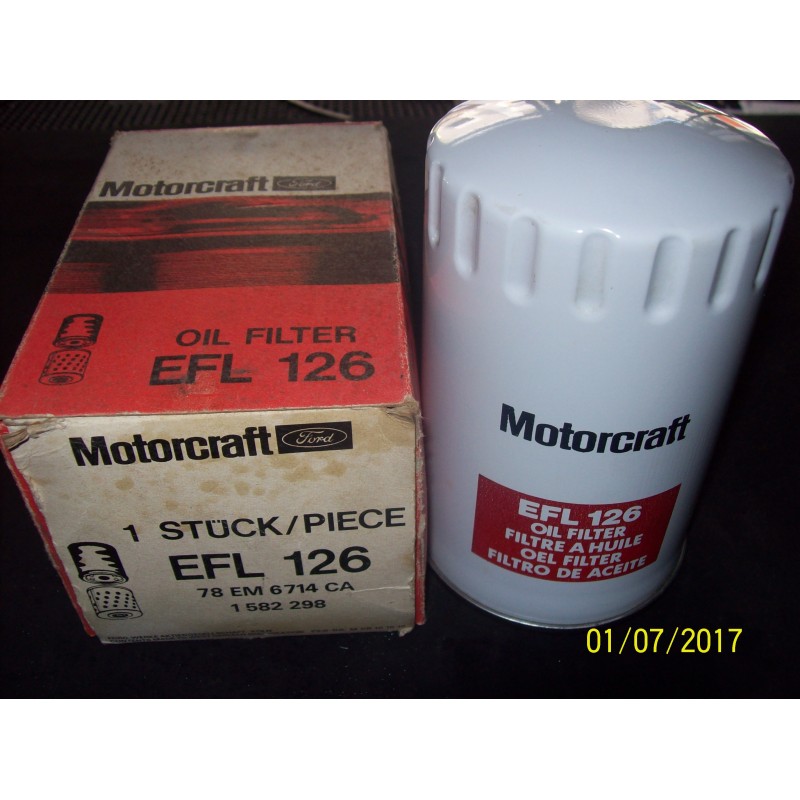 Motorcraft Ford
OIL FILTER
EFL 126
Motorcraft Ford
1 STÜCK/PIECE
EFL 126
78 EM 6714 CA
1 582 298
Motorcraft
EFL 126
OIL FILTER
FILTRE A HUILE
OEL FILTER
FILTRO DE ACEITE
01/07/2017